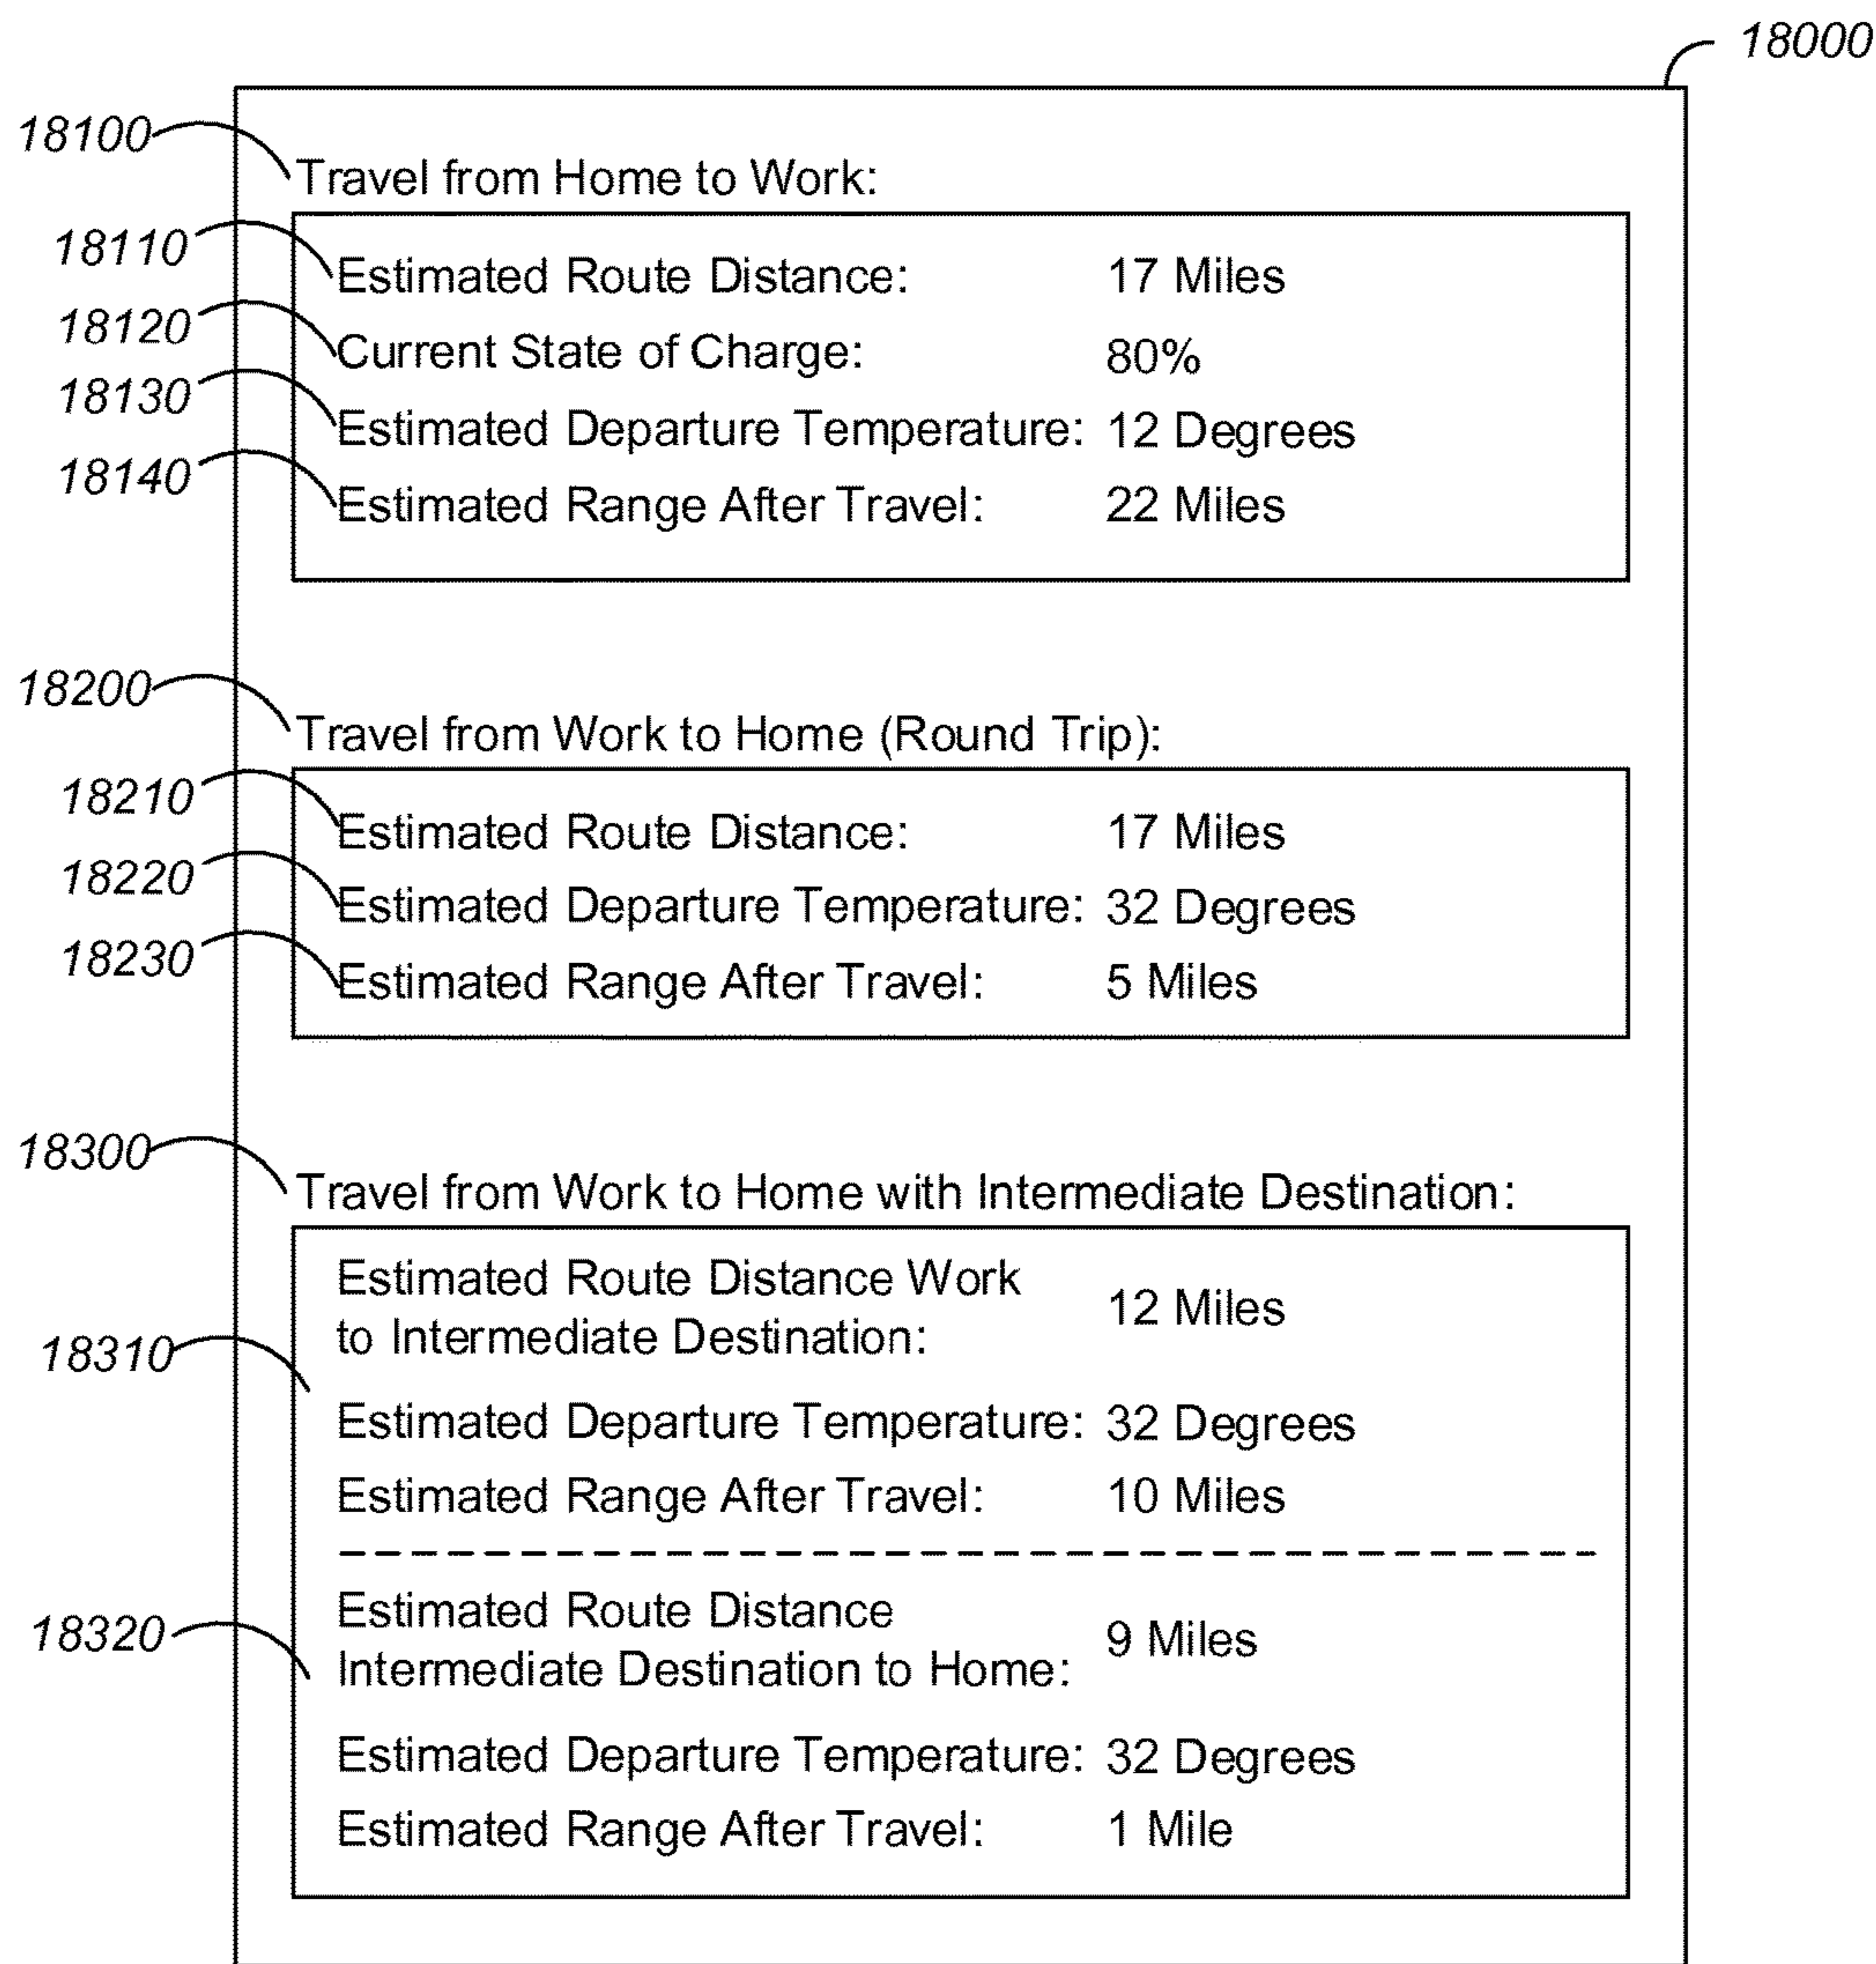 18000
18100
Travel from Home to Work:
18110
Estimated Route Distance: 17 Miles
18120
Current State of Charge: 80%
18130
Estimated Departure Temperature: 12 Degrees
18140
Estimated Range After Travel: 22 Miles
18200
Travel from Work to Home (Round Trip):
18210
Estimated Route Distance: 17 Miles
18220
Estimated Departure Temperature: 32 Degrees
18230
Estimated Range After Travel: 5 Miles
18300
Travel from Work to Home with Intermediate Destination:
Estimated Route Distance Work
to Intermediate Destination:
12 Miles
18310
Estimated Departure Temperature: 32 Degrees
Estimated Range After Travel: 10 Miles
18320
Estimated Route Distance
Intermediate Destination to Home:
9 Miles
Estimated Departure Temperature: 32 Degrees
Estimated Range After Travel: 1 Mile